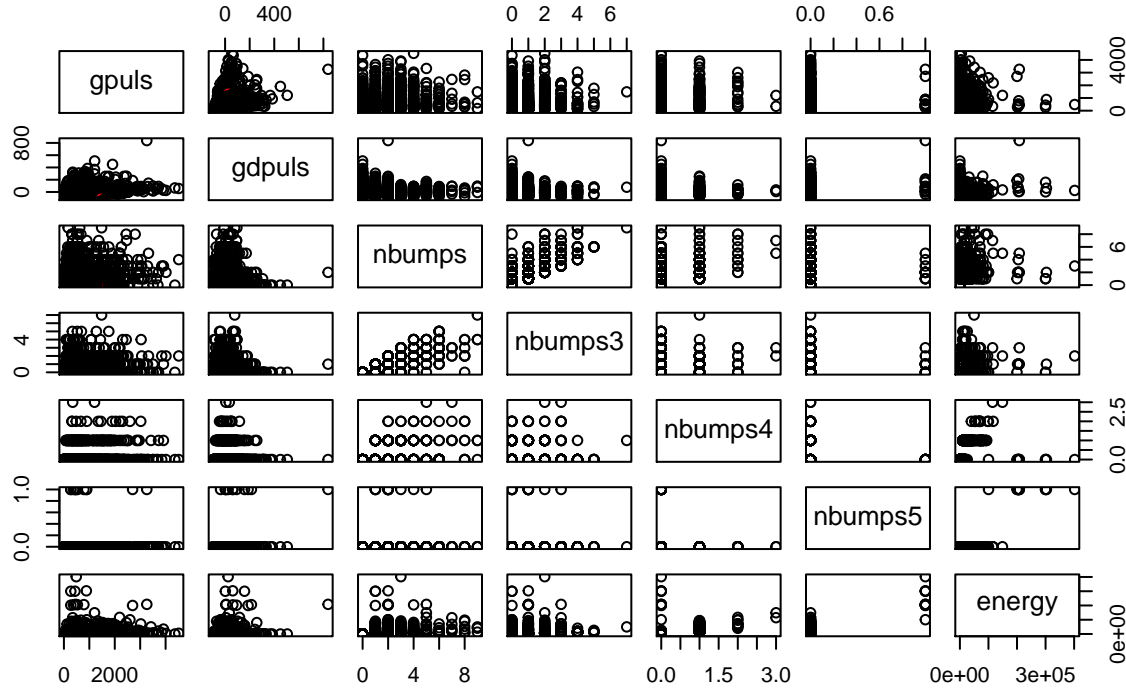 0 400 0 2 4 6 0.0 0.6
gpuls 0 4000
0 800 gdpuls
nbumps 0 6
0 4 nbumps3
nbumps4 0.0 2.5
0.0 1.0 nbumps5
energy 0e+00
0 2000 0 4 8 0.0 1.5 3.0 0e+00 3e+05